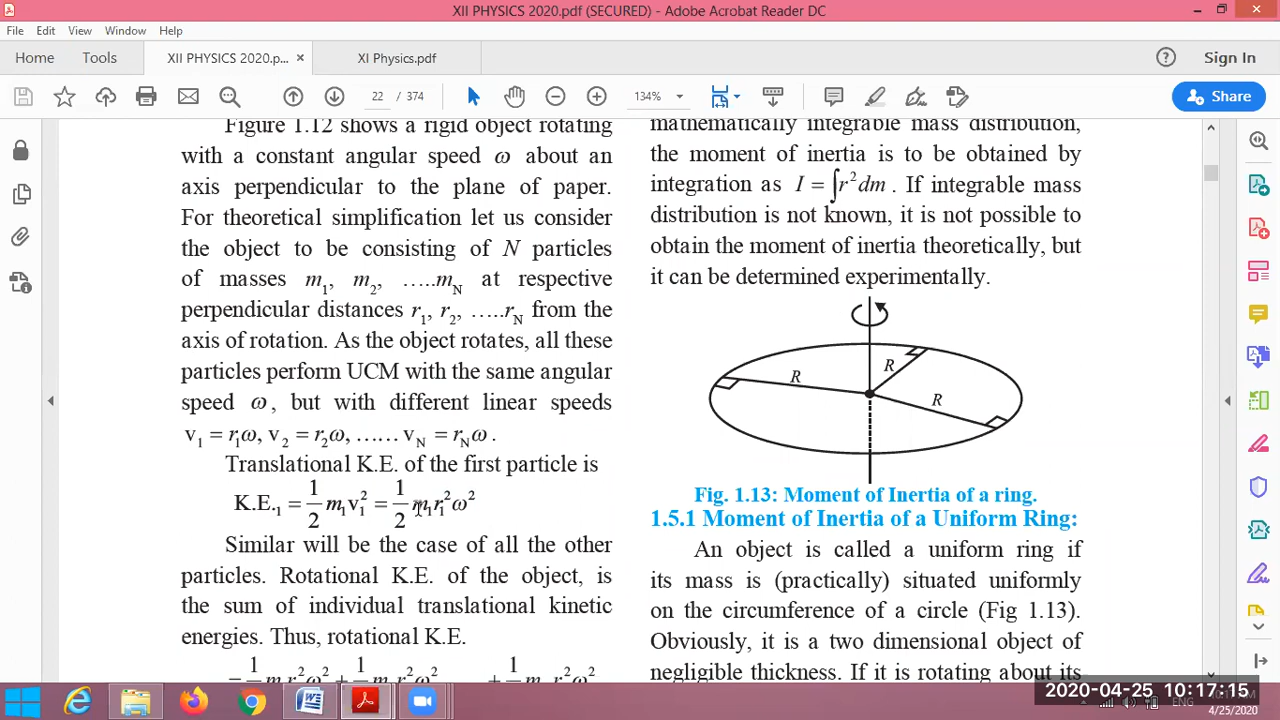 XII PHYSICS 2020.pdf (SECURED) - Adobe Acrobat Reader DC
File Edit View Window Help
Home Tools XII PHYSICS 2020.p... × XI Physics.pdf Sign In
22 / 374 134% Share
Figure 1.12 shows a rigid object rotating
with a constant angular speed ω about an
axis perpendicular to the plane of paper.
For theoretical simplification let us consider
the object to be consisting of N particles
of masses m₁, m₂, …..m_N at respective
perpendicular distances r₁, r₂, …..r_N from the
axis of rotation. As the object rotates, all these
particles perform UCM with the same angular
speed ω, but with different linear speeds
v₁ = r₁ω, v₂ = r₂ω, …… v_N = r_Nω .
Translational K.E. of the first particle is
K.E.₁ = 1/2 m₁v₁² = 1/2 m₁r₁²ω²
Similar will be the case of all the other
particles. Rotational K.E. of the object, is
the sum of individual translational kinetic
energies. Thus, rotational K.E.
mathematically integrable mass distribution,
the moment of inertia is to be obtained by
integration as I = ∫r² dm . If integrable mass
distribution is not known, it is not possible to
obtain the moment of inertia theoretically, but
it can be determined experimentally.
R
R
R
Fig. 1.13: Moment of Inertia of a ring.
1.5.1 Moment of Inertia of a Uniform Ring:
An object is called a uniform ring if
its mass is (practically) situated uniformly
on the circumference of a circle (Fig 1.13).
Obviously, it is a two dimensional object of
negligible thickness. If it is rotating about its
2020-04-25 10:17:15
ENG
4/25/2020